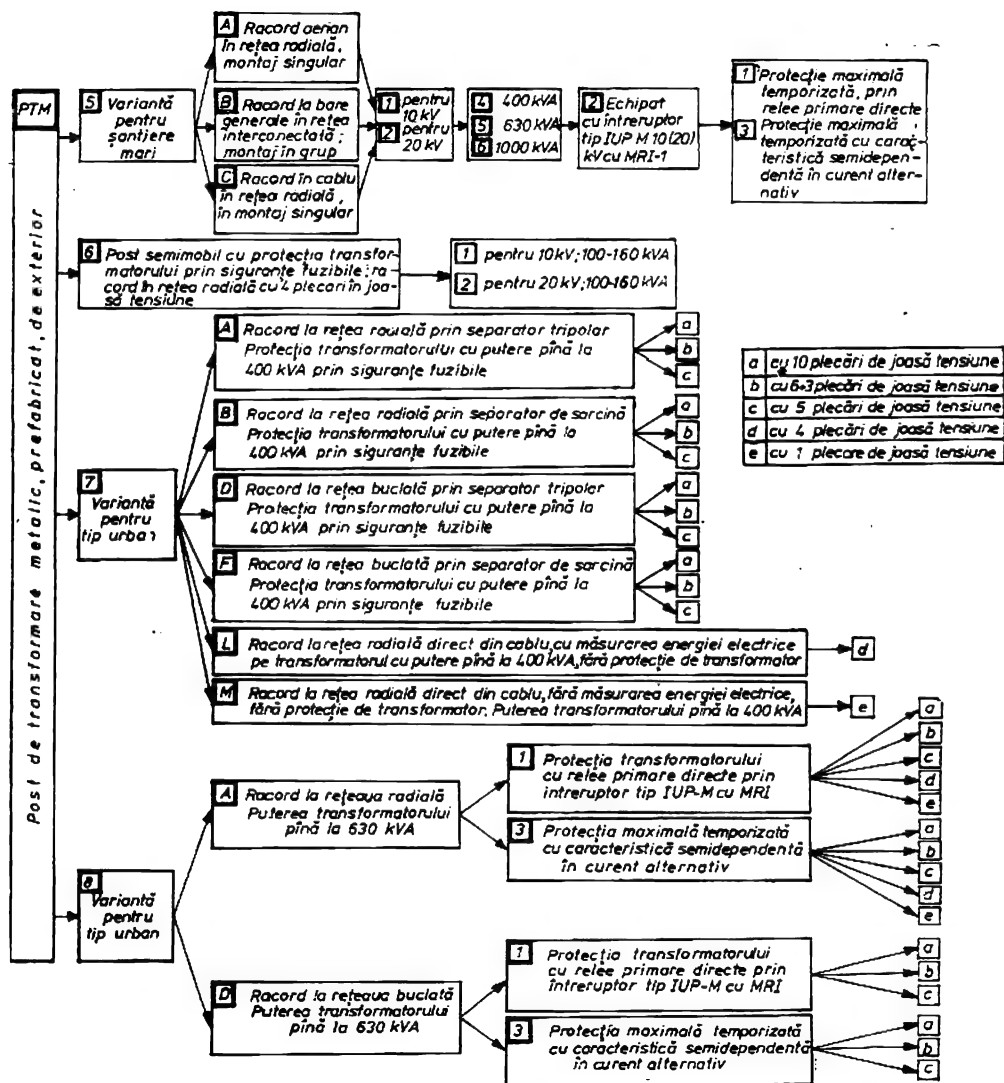 PTM
Post de transformare metalic, prefabricat, de exterior
5 Variantă
pentru
șantiere
mari
A Racord aerian
în rețea radială,
montaj singular
B Racord la bare
generale în rețea
interconectată;
montaj în grup
C Racord în cablu
în rețea radială,
în montaj singular
1 pentru
10 kV
2 pentru
20 kV
4 400 kVA
5 630 kVA
6 1000 kVA
2 Echipat
cu întreruptor
tip IUP M 10(20)
kV cu MRI-1
1 Protecție maximală
temporizată, prin
relee primare directe
3 Protecție maximală
temporizată cu carac-
teristică semidepen-
dentă în curent alter-
nativ
6 Post semimobil cu protecția transfor-
matorului prin siguranțe fuzibile; ra-
cord în rețea radială cu 4 plecari în joa-
să tensiune
1 pentru 10 kV; 100-160 kVA
2 pentru 20 kV; 100-160 kVA
7
Variantă
pentru
tip urban
A Racord la rețea radială prin separator tripolar
Protecția transformatorului cu putere pînă la
400 kVA prin siguranțe fuzibile
a
b
c
B Racord la rețea radială prin separator de sarcină
Protecția transformatorului cu putere pînă la
400 kVA prin siguranțe fuzibile
a
b
c
D Racord la rețea buclată prin separator tripolar
Protecția transformatorului cu putere pînă la
400 kVA prin siguranțe fuzibile
a
b
c
F Racord la rețea buclată prin separator de sarcină
Protecția transformatorului cu putere pînă la
400 kVA prin siguranțe fuzibile
a
b
c
L Racord la rețea radială direct din cablu, cu măsurarea energiei electrice
pe transformatorul cu putere pînă la 400 kVA, fără protecție de transformator
d
M Racord la rețea radială direct din cablu, fără măsurarea energiei electrice,
fără protecție de transformator. Puterea transformatorului pînă la 400 kVA
e
a cu 10 plecări de joasă tensiune
b cu 6+3 plecări de joasă tensiune
c cu 5 plecări de joasă tensiune
d cu 4 plecări de joasă tensiune
e cu 1 plecare de joasă tensiune
8
Variantă
pentru
tip urban
A Racord la rețeaua radială
Puterea transformatorului
pînă la 630 kVA
1 Protecția transformatorului
cu relee primare directe prin
întreruptor tip IUP-M cu MRI
a
b
c
d
e
3 Protecția maximală temporizată
cu caracteristică semidependentă
în curent alternativ
a
b
c
d
e
D Racord la rețeaua buclată
Puterea transformatorului
pînă la 630 kVA
1 Protecția transformatorului
cu relee primare directe prin
întreruptor tip IUP-M cu MRI
a
b
c
3 Protecția maximală temporizată
cu caracteristică semidependentă
în curent alternativ
a
b
c